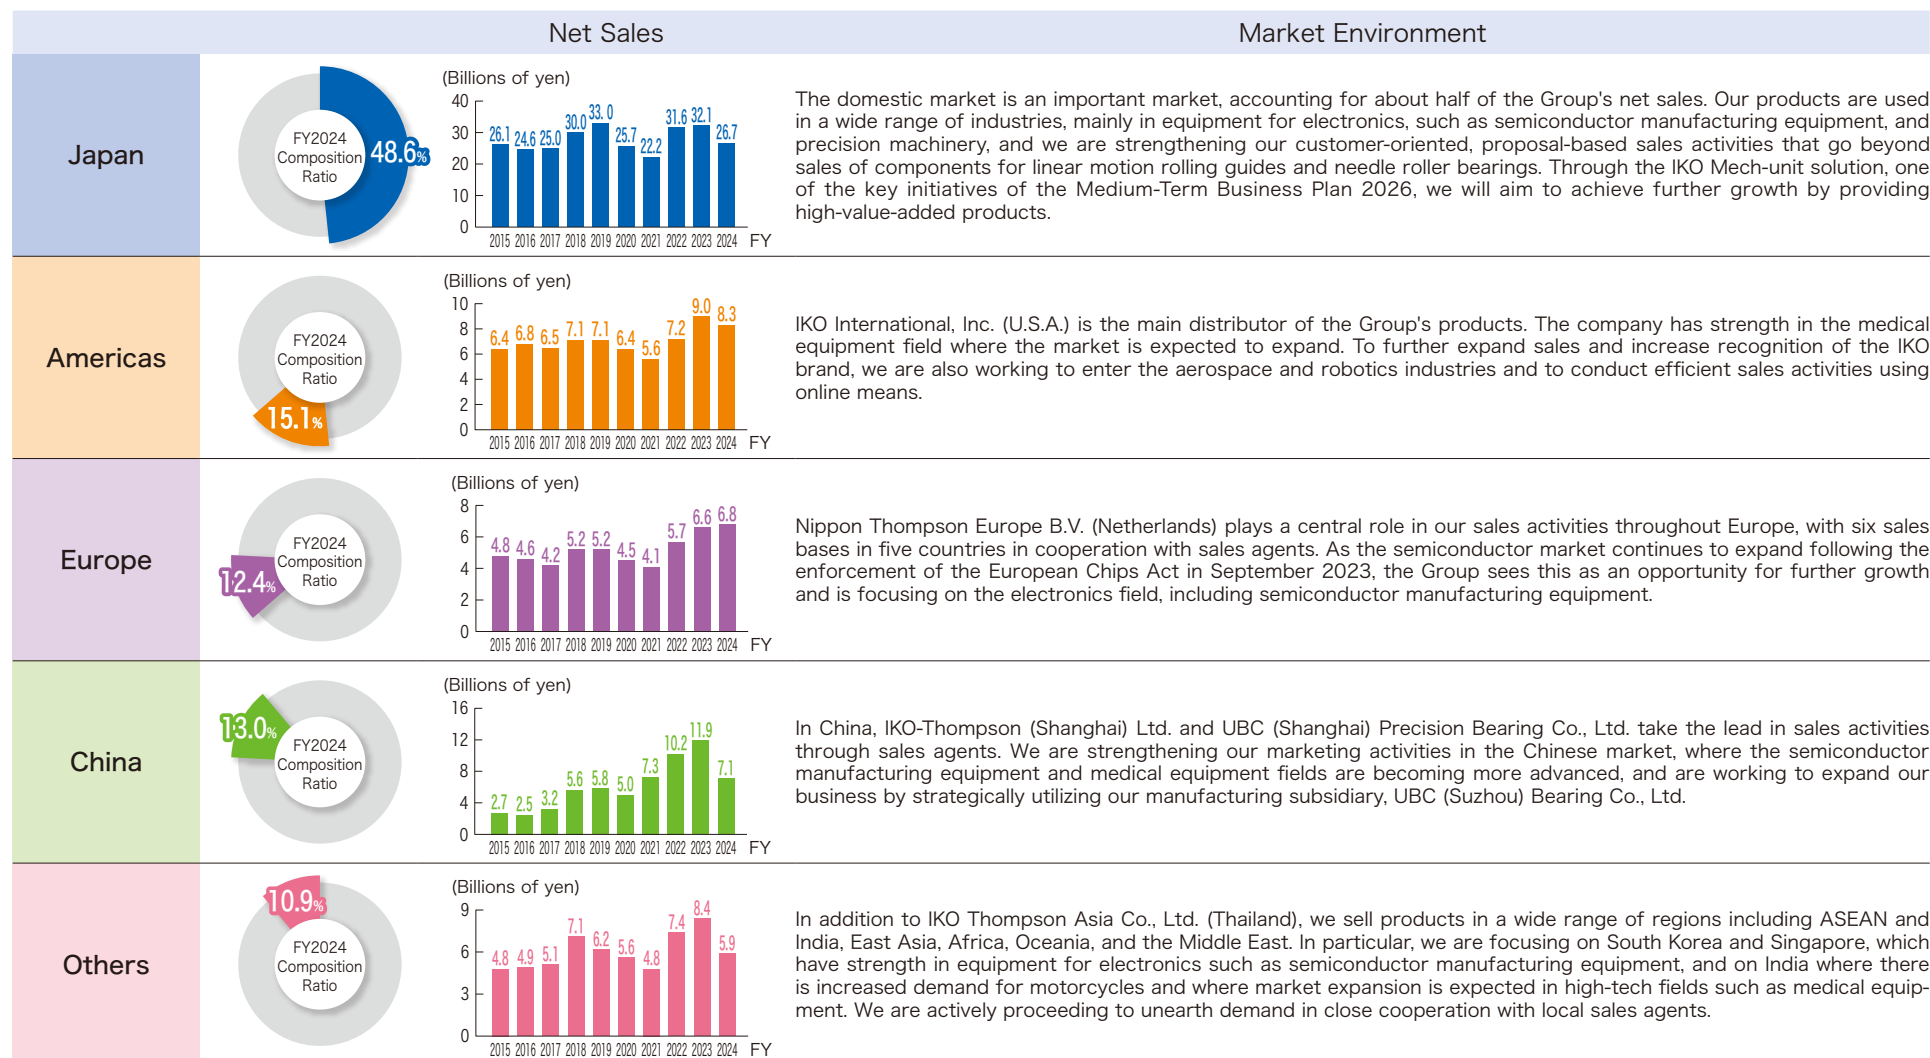 Net Sales
Market Environment
Japan
FY2024
Composition
Ratio
48.6%
(Billions of yen)
40
30
20
10
0
26.1 24.6 25.0 30.0 33.0 25.7 22.2 31.6 32.1 26.7
2015 2016 2017 2018 2019 2020 2021 2022 2023 2024 FY
The domestic market is an important market, accounting for about half of the Group's net sales. Our products are used
in a wide range of industries, mainly in equipment for electronics, such as semiconductor manufacturing equipment, and
precision machinery, and we are strengthening our customer-oriented, proposal-based sales activities that go beyond
sales of components for linear motion rolling guides and needle roller bearings. Through the IKO Mech-unit solution, one
of the key initiatives of the Medium-Term Business Plan 2026, we will aim to achieve further growth by providing
high-value-added products.
Americas
FY2024
Composition
Ratio
15.1%
(Billions of yen)
10
8
6
4
2
0
6.4 6.8 6.5 7.1 7.1 6.4 5.6 7.2 9.0 8.3
2015 2016 2017 2018 2019 2020 2021 2022 2023 2024 FY
IKO International, Inc. (U.S.A.) is the main distributor of the Group's products. The company has strength in the medical
equipment field where the market is expected to expand. To further expand sales and increase recognition of the IKO
brand, we are also working to enter the aerospace and robotics industries and to conduct efficient sales activities using
online means.
Europe
FY2024
Composition
Ratio
12.4%
(Billions of yen)
8
6
4
2
0
4.8 4.6 4.2 5.2 5.2 4.5 4.1 5.7 6.6 6.8
2015 2016 2017 2018 2019 2020 2021 2022 2023 2024 FY
Nippon Thompson Europe B.V. (Netherlands) plays a central role in our sales activities throughout Europe, with six sales
bases in five countries in cooperation with sales agents. As the semiconductor market continues to expand following the
enforcement of the European Chips Act in September 2023, the Group sees this as an opportunity for further growth
and is focusing on the electronics field, including semiconductor manufacturing equipment.
China
FY2024
Composition
Ratio
13.0%
(Billions of yen)
16
12
8
4
0
2.7 2.5 3.2 5.6 5.8 5.0 7.3 10.2 11.9 7.1
2015 2016 2017 2018 2019 2020 2021 2022 2023 2024 FY
In China, IKO-Thompson (Shanghai) Ltd. and UBC (Shanghai) Precision Bearing Co., Ltd. take the lead in sales activities
through sales agents. We are strengthening our marketing activities in the Chinese market, where the semiconductor
manufacturing equipment and medical equipment fields are becoming more advanced, and are working to expand our
business by strategically utilizing our manufacturing subsidiary, UBC (Suzhou) Bearing Co., Ltd.
Others
FY2024
Composition
Ratio
10.9%
(Billions of yen)
9
6
3
0
4.8 4.9 5.1 7.1 6.2 5.6 4.8 7.4 8.4 5.9
2015 2016 2017 2018 2019 2020 2021 2022 2023 2024 FY
In addition to IKO Thompson Asia Co., Ltd. (Thailand), we sell products in a wide range of regions including ASEAN and
India, East Asia, Africa, Oceania, and the Middle East. In particular, we are focusing on South Korea and Singapore, which
have strength in equipment for electronics such as semiconductor manufacturing equipment, and on India where there
is increased demand for motorcycles and where market expansion is expected in high-tech fields such as medical equip-
ment. We are actively proceeding to unearth demand in close cooperation with local sales agents.